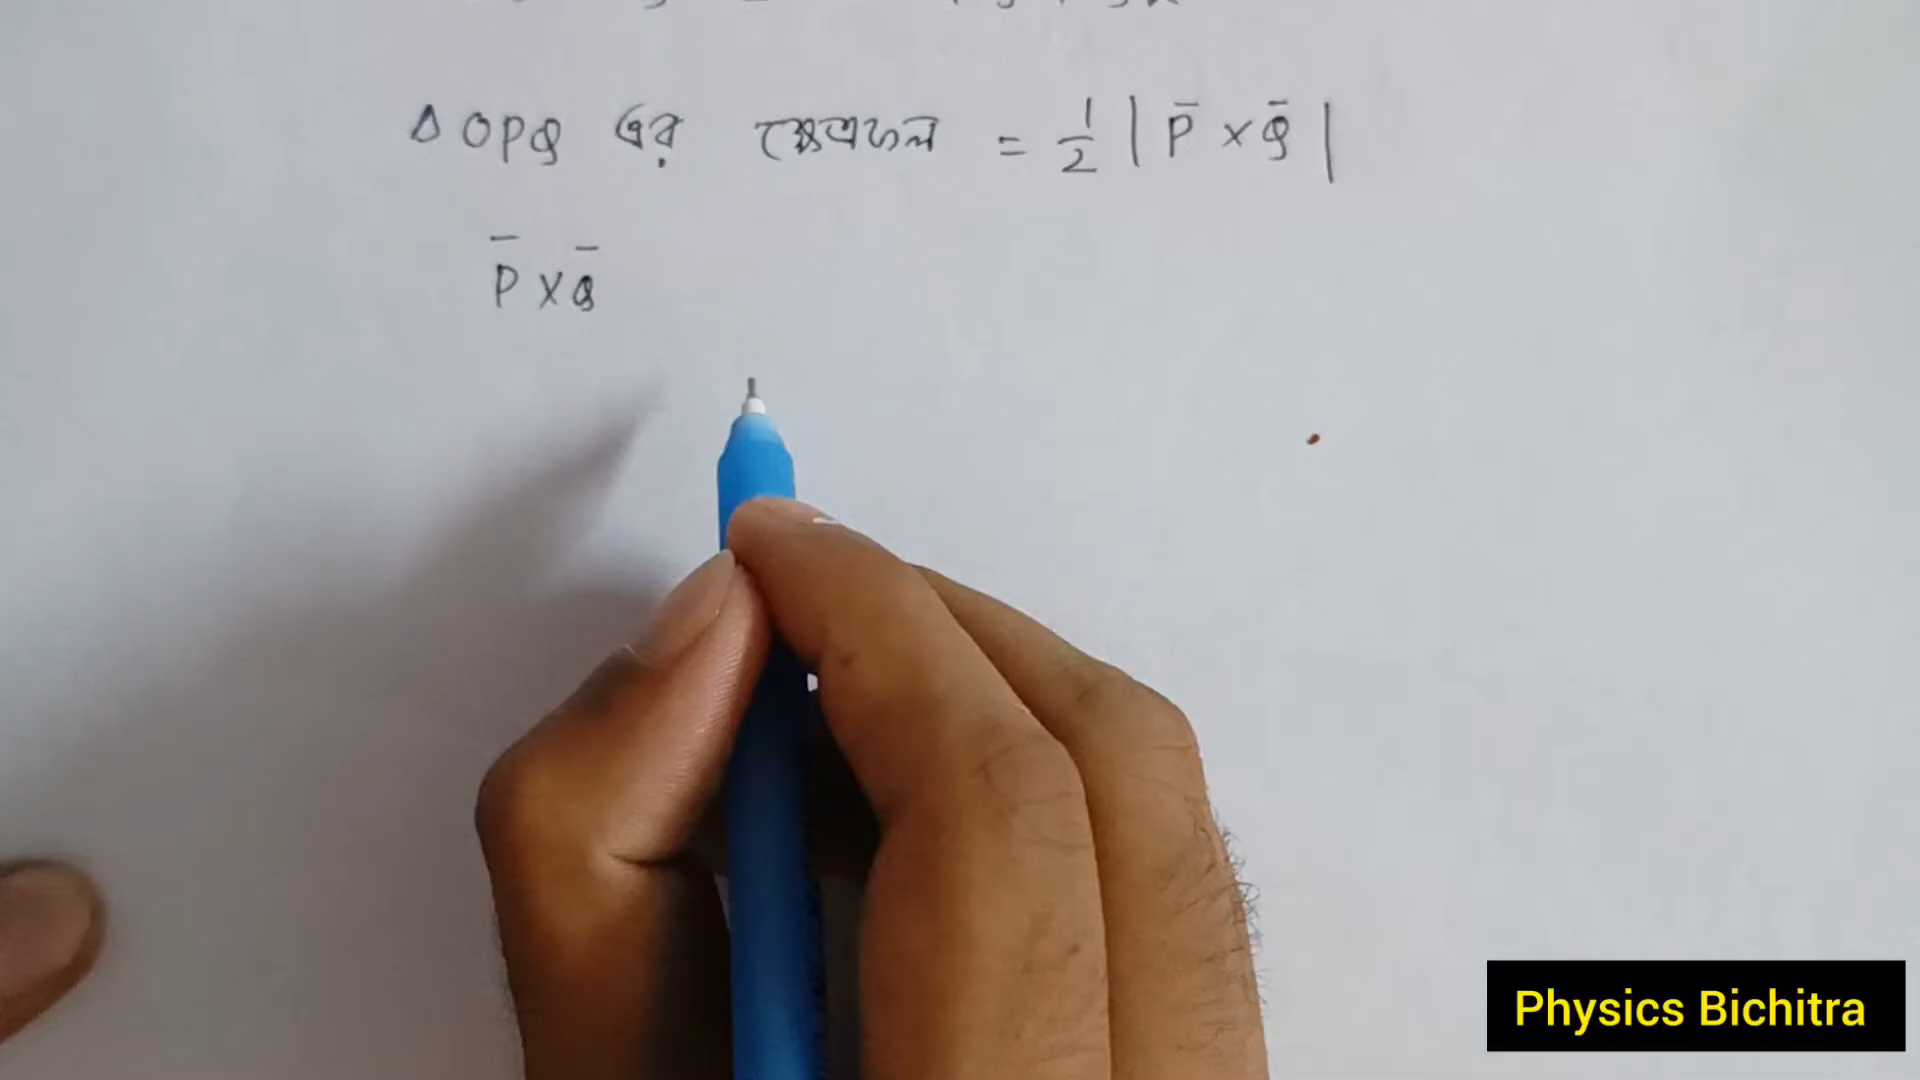 Δ OPQ এর ক্ষেত্রফল = 1/2 | P̄ × Q̄ |
P̄ × Q̄
Physics Bichitra